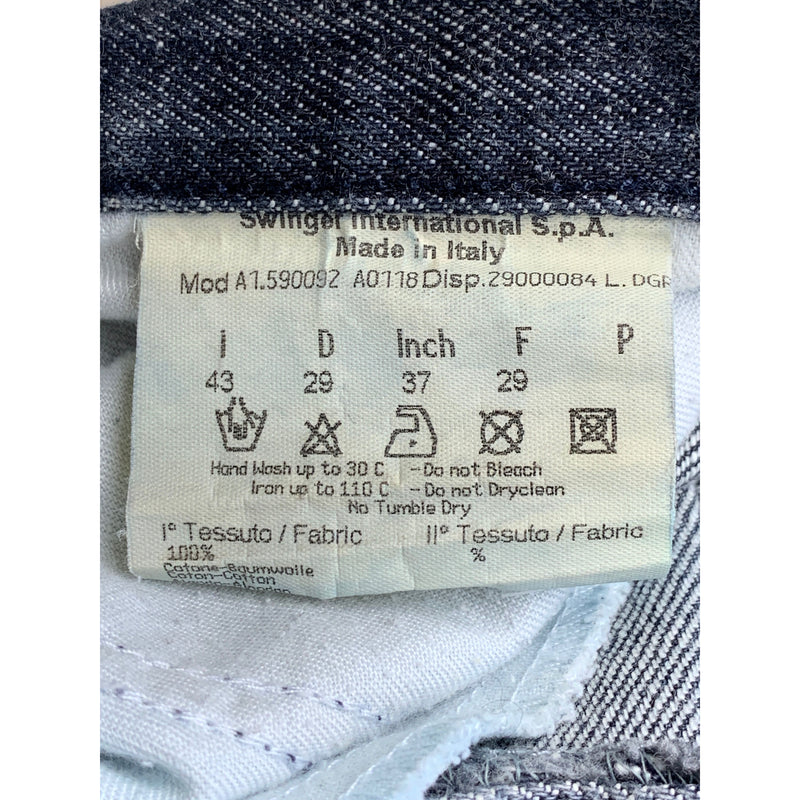 Swinger International S.p.A.
Made in Italy
Mod A1.590092 A0118 Disp.29000084 L. DGR
I D Inch F P
43 29 37 29
Hand Wash up to 30 C - Do not Bleach
Iron up to 110 C - Do not Dryclean
No Tumble Dry
I° Tessuto / Fabric II° Tessuto / Fabric
100% %
Cotone-Baumwolle
Coton-Cotton